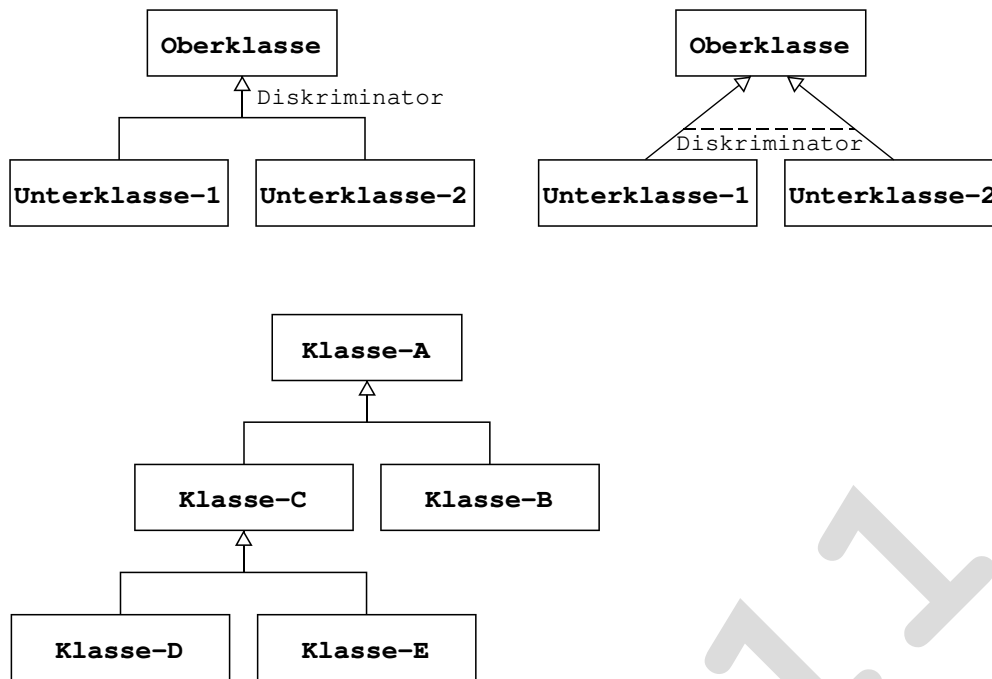 Oberklasse
Diskriminator
Unterklasse-1 Unterklasse-2
Oberklasse
Diskriminator
Unterklasse-1 Unterklasse-2
Klasse-A
Klasse-C Klasse-B
Klasse-D Klasse-E